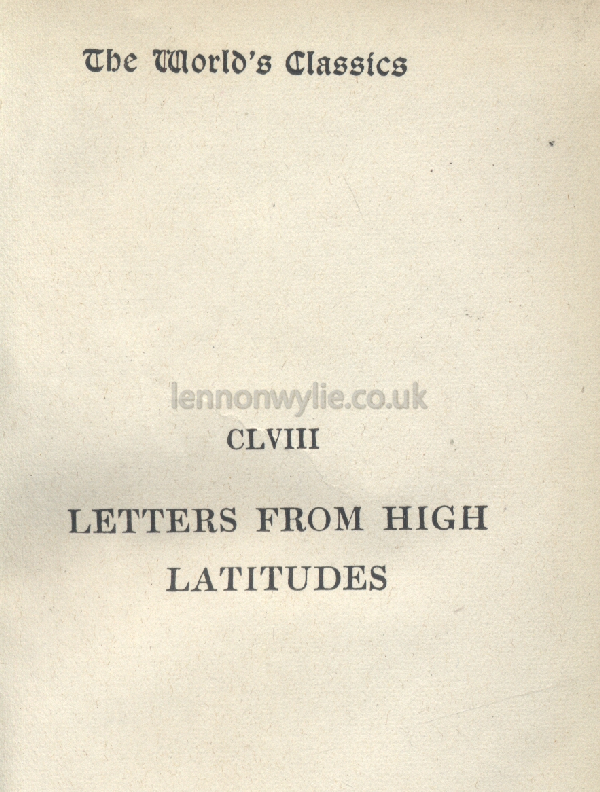 The World's Classics
lennonwylie.co.uk
CLVIII
LETTERS FROM HIGH
LATITUDES